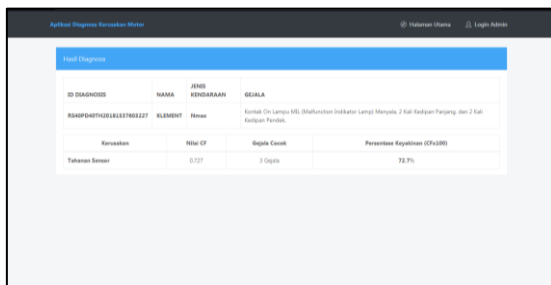 Aplikasi Diagnosa Kerusakan Motor
Halaman Utama
Login Admin
Hasil Diagnosa
ID DIAGNOSIS
NAMA
JENIS KENDARAAN
GEJALA
RS40PD40TH20181337603227
KLEMENT
Nmax
Kontak On Lampu MIL (Malfunction Indikator Lamp) Menyala, 2 Kali Kedipan Panjang, dan 2 Kali
Kedipan Pendek.
Kerusakan
Nilai CF
Gejala Cocok
Persentase Keyakinan (CFx100)
Tahanan Sensor
0.727
3 Gejala
72.7%